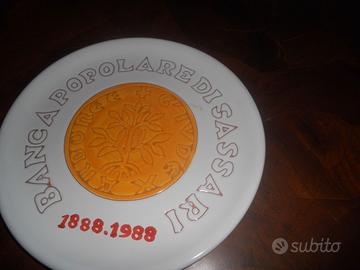 BANCA POPOLARE DI SASSARI
1888.1988
subito